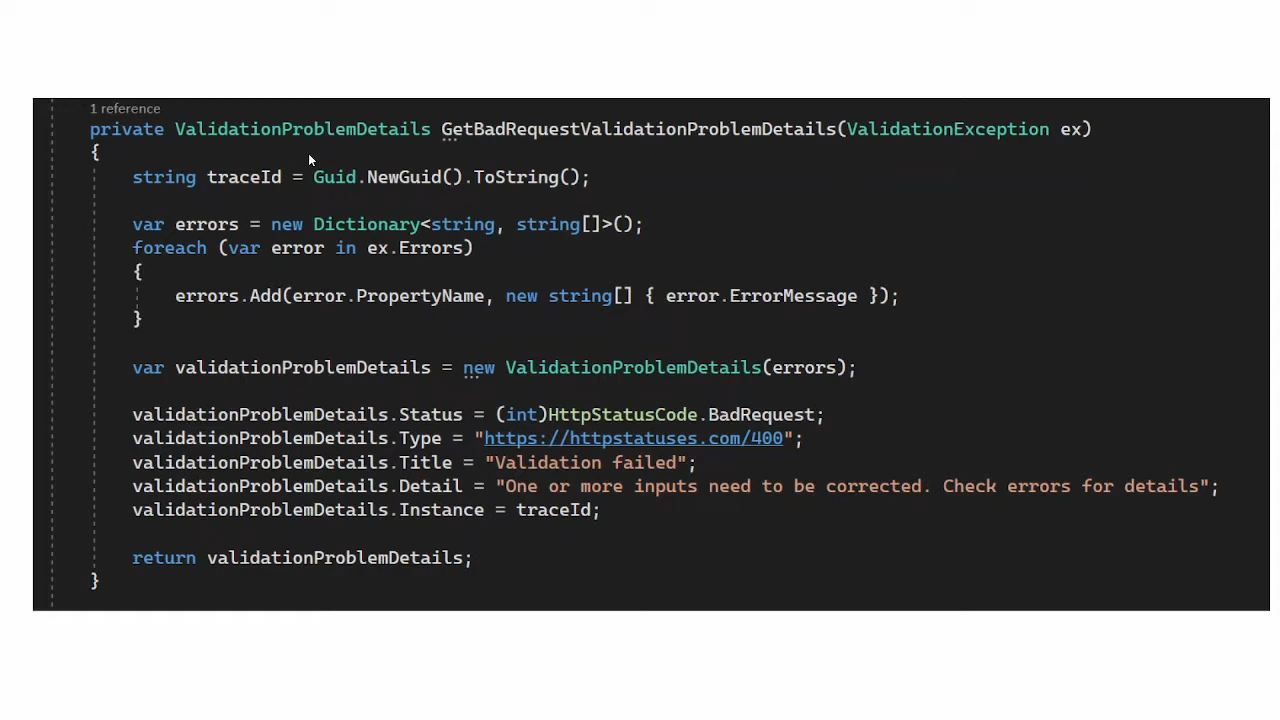 1 reference
private ValidationProblemDetails GetBadRequestValidationProblemDetails(ValidationException ex)
{
string traceId = Guid.NewGuid().ToString();
var errors = new Dictionary<string, string[]>();
foreach (var error in ex.Errors)
{
errors.Add(error.PropertyName, new string[] { error.ErrorMessage });
}
var validationProblemDetails = new ValidationProblemDetails(errors);
validationProblemDetails.Status = (int)HttpStatusCode.BadRequest;
validationProblemDetails.Type = "https://httpstatuses.com/400";
validationProblemDetails.Title = "Validation failed";
validationProblemDetails.Detail = "One or more inputs need to be corrected. Check errors for details";
validationProblemDetails.Instance = traceId;
return validationProblemDetails;
}